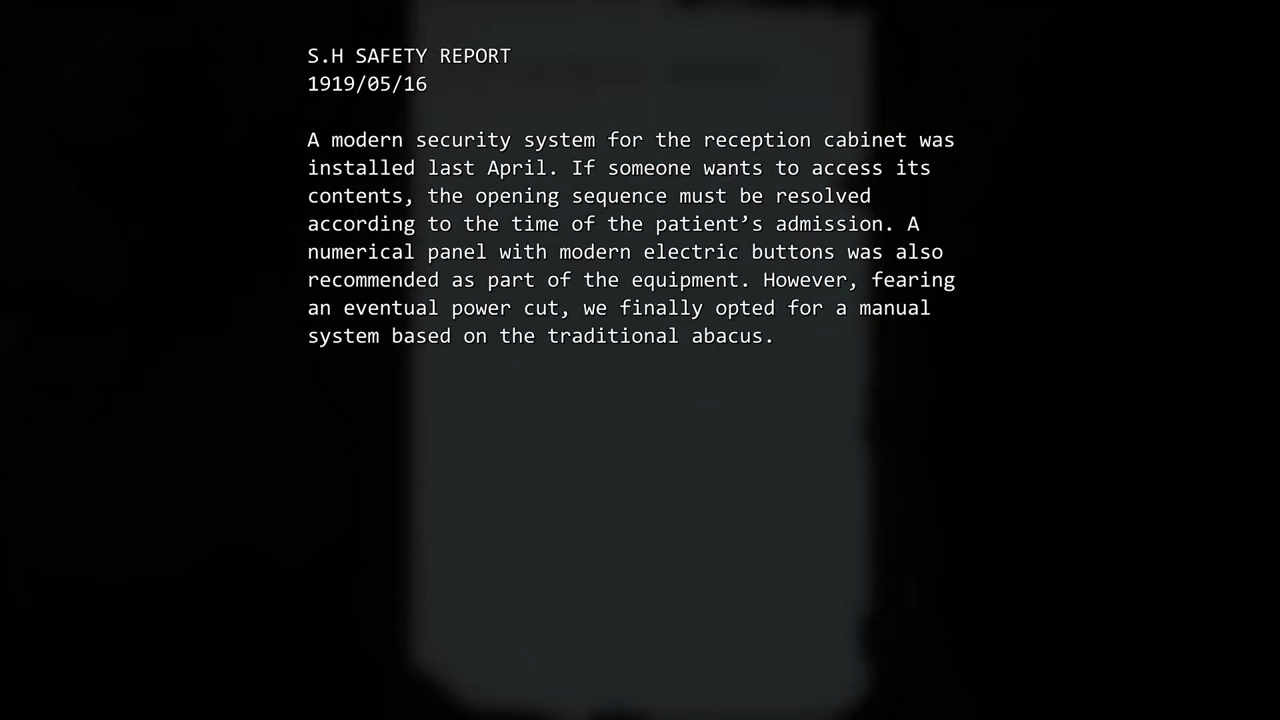 S.H SAFETY REPORT
1919/05/16
A modern security system for the reception cabinet was
installed last April. If someone wants to access its
contents, the opening sequence must be resolved
according to the time of the patient’s admission. A
numerical panel with modern electric buttons was also
recommended as part of the equipment. However, fearing
an eventual power cut, we finally opted for a manual
system based on the traditional abacus.